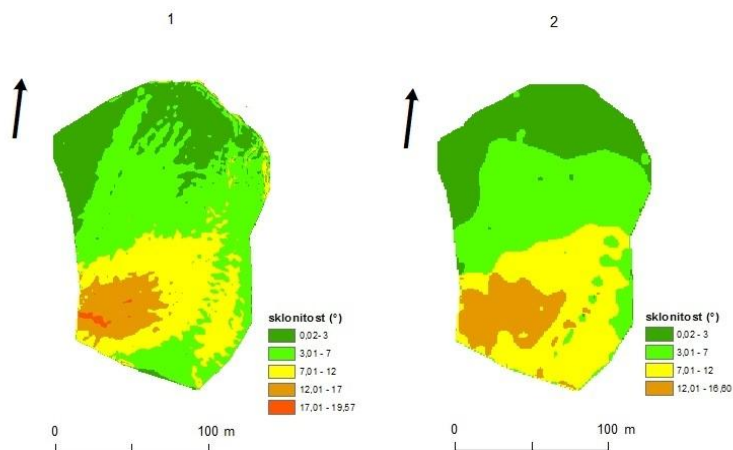 1
2
sklonitost (°)
0,02- 3
3,01 - 7
7,01 - 12
12,01 - 17
17,01 - 19,57
0
100 m
sklonitost (°)
0,02- 3
3,01 - 7
7,01 - 12
12,01 - 16,60
0
100 m